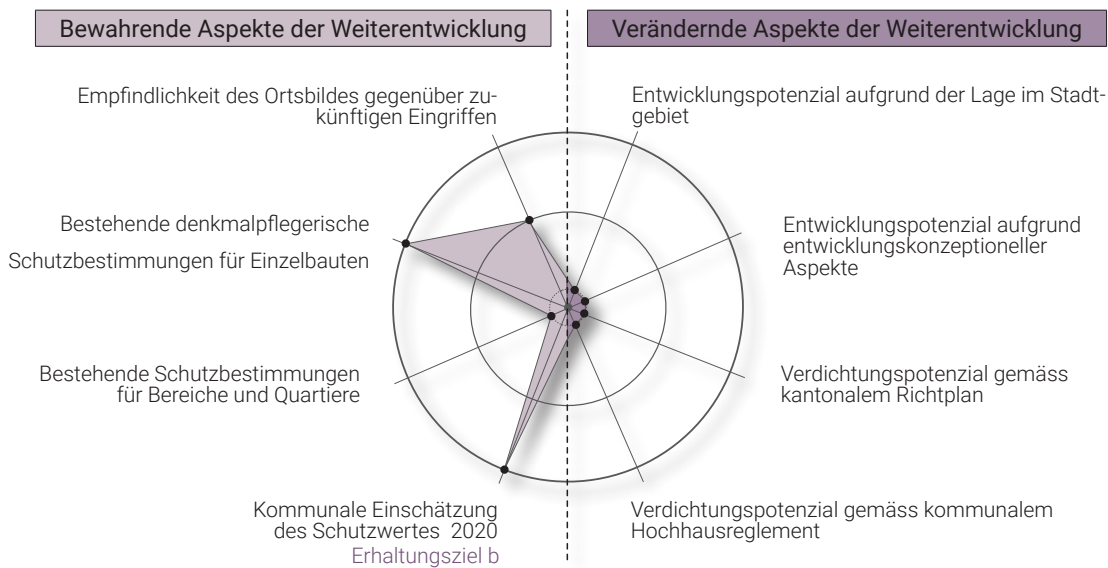 Bewahrende Aspekte der Weiterentwicklung
Verändernde Aspekte der Weiterentwicklung
Empfindlichkeit des Ortsbildes gegenüber zu-
künftigen Eingriffen
Entwicklungspotenzial aufgrund der Lage im Stadt-
gebiet
Bestehende denkmalpflegerische
Schutzbestimmungen für Einzelbauten
Entwicklungspotenzial aufgrund
entwicklungskonzeptioneller
Aspekte
Bestehende Schutzbestimmungen
für Bereiche und Quartiere
Verdichtungspotenzial gemäss
kantonalem Richtplan
Kommunale Einschätzung
des Schutzwertes 2020
Erhaltungsziel b
Verdichtungspotenzial gemäss kommunalem
Hochhausreglement